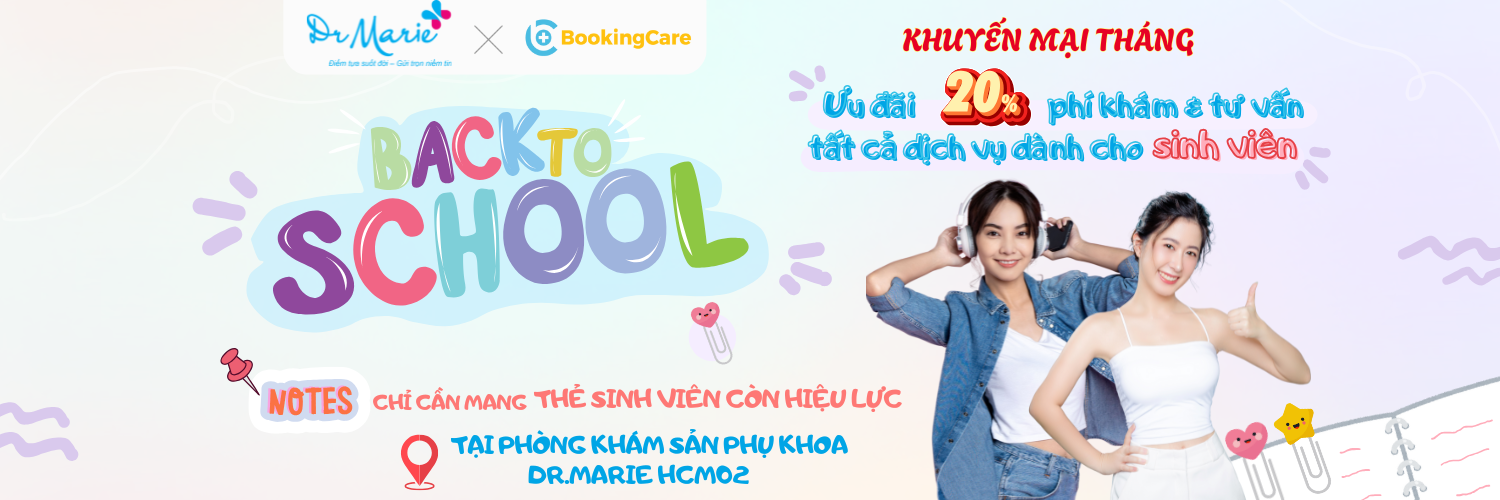 Dr Marie
Điểm tựa suốt đời – Gửi trọn niềm tin
BookingCare
BACK TO
SCHOOL
KHUYẾN MẠI THÁNG
Ưu đãi 20% phí khám & tư vấn
tất cả dịch vụ dành cho sinh viên
NOTES CHỈ CẦN MANG THẺ SINH VIÊN CÒN HIỆU LỰC
TẠI PHÒNG KHÁM SẢN PHỤ KHOA
DR.MARIE HCM02